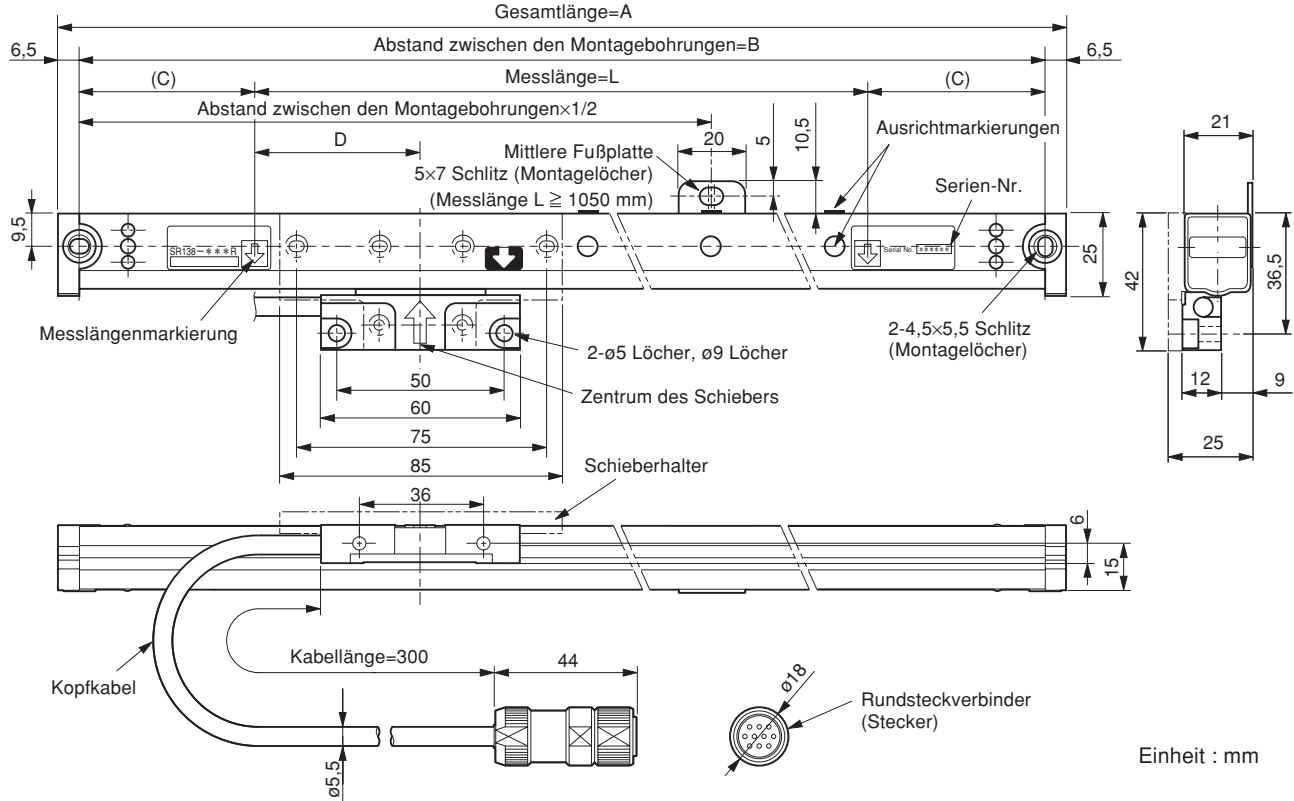 Gesamtlänge=A
6,5
Abstand zwischen den Montagebohrungen=B
6,5
(C)
Messlänge=L
(C)
Abstand zwischen den Montagebohrungen×1/2
D
Mittlere Fußplatte
5×7 Schlitz (Montagelöcher)
(Messlänge L ≧ 1050 mm)
20
5
10,5
Ausrichtmarkierungen
Serien-Nr.
21
9,5
SR138-***R
Serial No. ******
25
42
36,5
Messlängenmarkierung
2-ø5 Löcher, ø9 Löcher
2-4,5×5,5 Schlitz
(Montagelöcher)
50
Zentrum des Schiebers
12
9
60
75
25
85
Schieberhalter
36
6
15
Kabellänge=300
44
Kopfkabel
ø18
Rundsteckverbinder
(Stecker)
ø5,5
Einheit : mm